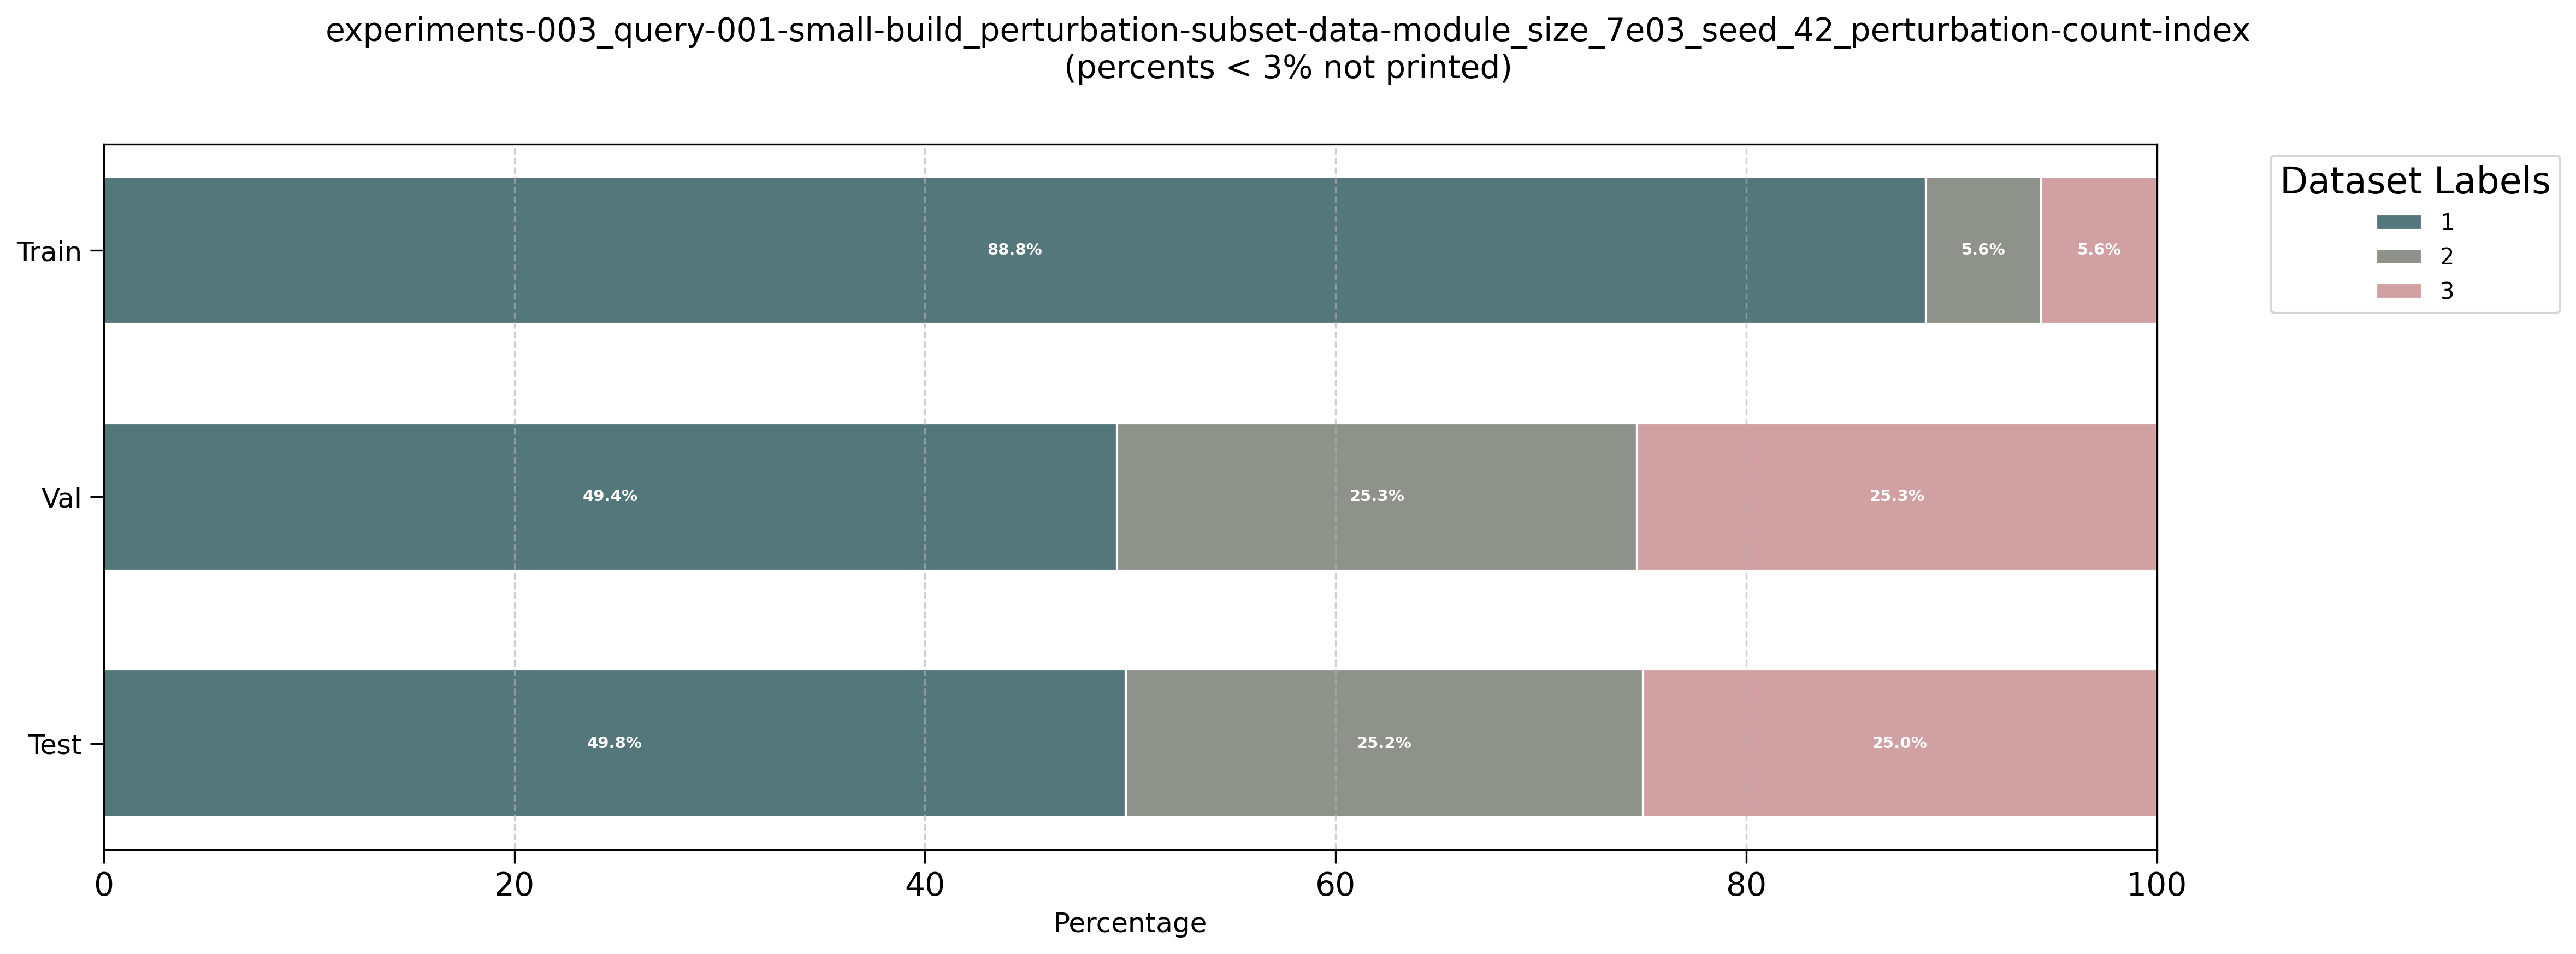 experiments-003_query-001-small-build_perturbation-subset-data-module_size_7e03_seed_42_perturbation-count-index
(percents < 3% not printed)
Dataset Labels
1
2
3
Train
88.8%
5.6%
5.6%
Val
49.4%
25.3%
25.3%
Test
49.8%
25.2%
25.0%
0
20
40
60
80
100
Percentage